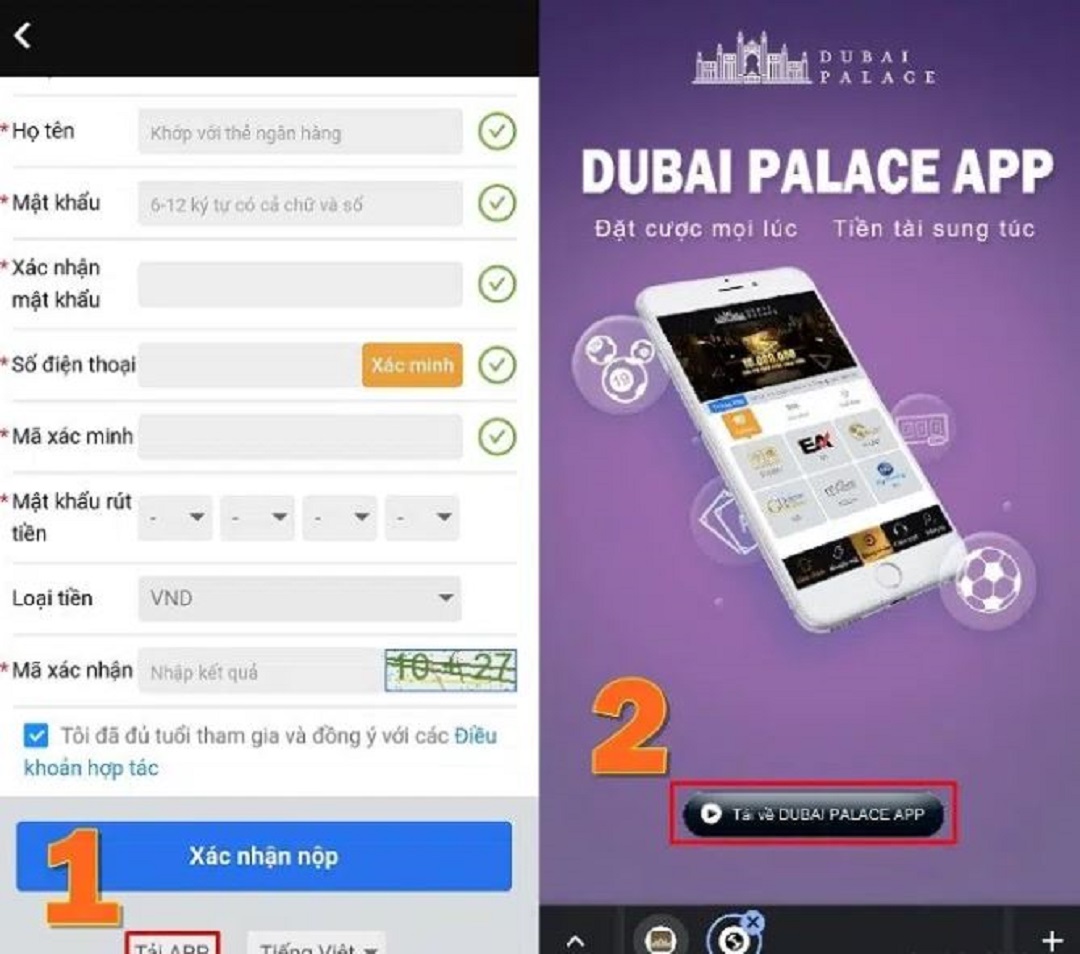 *Họ tên
Khớp với thẻ ngân hàng
*Mật khẩu
6-12 ký tự có cả chữ và số
*Xác nhận
mật khẩu
*Số điện thoại
Xác minh
*Mã xác minh
*Mật khẩu rút
tiền
-
-
-
-
Loại tiền
VND
*Mã xác nhận
Nhập kết quả
Tôi đã đủ tuổi tham gia và đồng ý với các Điều
khoản hợp tác
Xác nhận nộp
1
Tải APP
Tiếng Việt
DUBAI
PALACE
DUBAI PALACE APP
Đặt cược mọi lúc Tiền tài sung túc
10.000.000
19
2
Tải về DUBAI PALACE APP